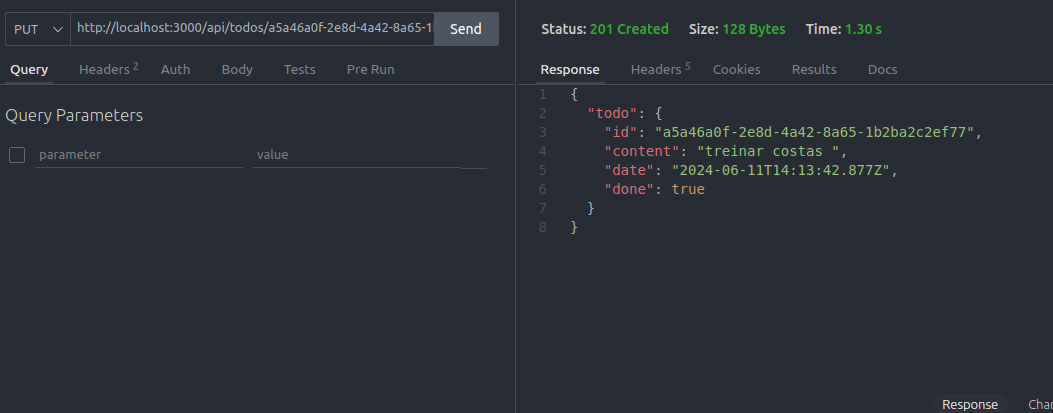 PUT http://localhost:3000/api/todos/a5a46a0f-2e8d-4a42-8a65-1 Send
Query Headers 2 Auth Body Tests Pre Run
Query Parameters
parameter value
Status: 201 Created Size: 128 Bytes Time: 1.30 s
Response Headers 5 Cookies Results Docs
1 {
2 "todo": {
3 "id": "a5a46a0f-2e8d-4a42-8a65-1b2ba2c2ef77",
4 "content": "treinar costas ",
5 "date": "2024-06-11T14:13:42.877Z",
6 "done": true
7 }
8 }
Response Char